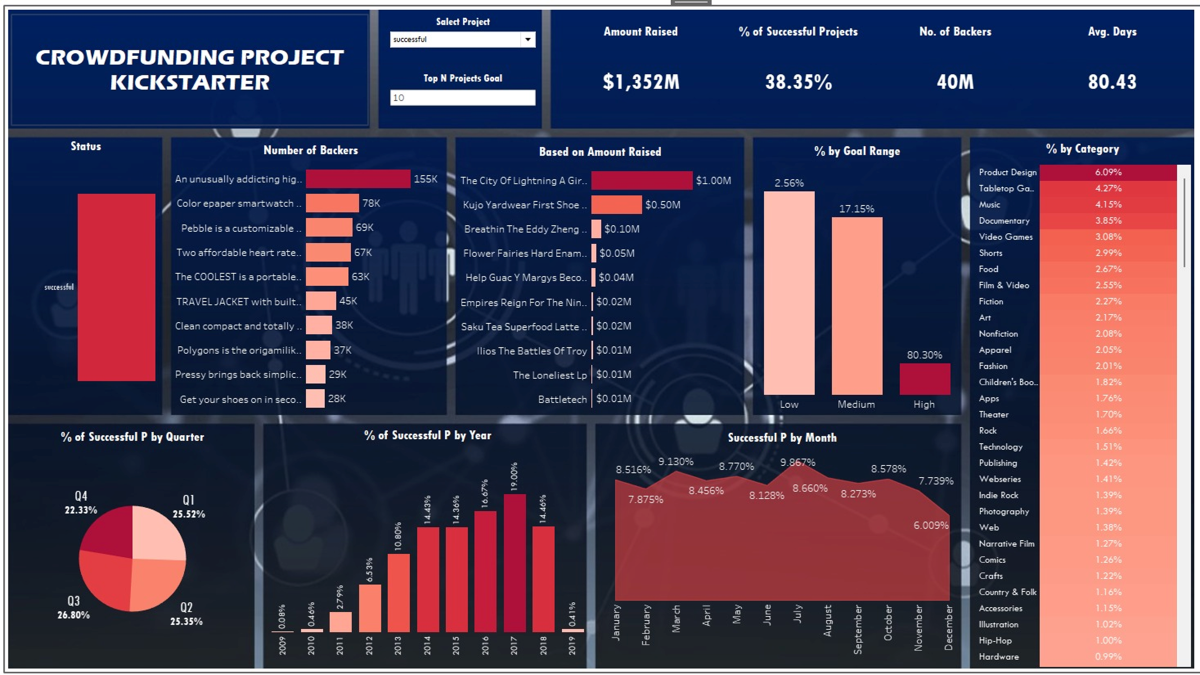 CROWDFUNDING PROJECT
KICKSTARTER
Select Project
successful
Top N Projects Goal
10
Amount Raised
$1,352M
% of Successful Projects
38.35%
No. of Backers
40M
Avg. Days
80.43
Status
successful
Number of Backers
An unusually addicting hig.. 155K
Color epaper smartwatch .. 78K
Pebble is a customizable .. 69K
Two affordable heart rate.. 67K
The COOLEST is a portable.. 63K
TRAVEL JACKET with built.. 45K
Clean compact and totally .. 38K
Polygons is the origamilik.. 37K
Pressy brings back simplic.. 29K
Get your shoes on in seco.. 28K
Based on Amount Raised
The City Of Lightning A Gir.. $1.00M
Kujo Yardwear First Shoe .. $0.50M
Breathin The Eddy Zheng .. $0.10M
Flower Fairies Hard Enam.. $0.05M
Help Guac Y Margys Beco.. $0.04M
Empires Reign For The Nin.. $0.02M
Saku Tea Superfood Latte .. $0.02M
Ilios The Battles Of Troy $0.01M
The Loneliest Lp $0.01M
Battletech $0.01M
% by Goal Range
2.56%
17.15%
80.30%
Low Medium High
% by Category
Product Design 6.09%
Tabletop Ga.. 4.27%
Music 4.15%
Documentary 3.85%
Video Games 3.08%
Shorts 2.99%
Food 2.67%
Film & Video 2.55%
Fiction 2.27%
Art 2.17%
Nonfiction 2.08%
Apparel 2.05%
Fashion 2.01%
Children's Boo.. 1.82%
Apps 1.76%
Theater 1.70%
Rock 1.66%
Technology 1.51%
Publishing 1.42%
Webseries 1.41%
Indie Rock 1.39%
Photography 1.39%
Web 1.38%
Narrative Film 1.27%
Comics 1.26%
Crafts 1.22%
Country & Folk 1.16%
Accessories 1.15%
Illustration 1.02%
Hip-Hop 1.00%
Hardware 0.99%
% of Successful P by Quarter
Q4
22.33%
Q1
25.52%
Q3
26.80%
Q2
25.35%
% of Successful P by Year
0.08% 0.46% 2.79% 6.53% 10.80% 14.43% 14.36% 16.67% 19.00% 14.46% 0.41%
2009 2010 2011 2012 2013 2014 2015 2016 2017 2018 2019
Successful P by Month
8.516% 7.875% 9.130% 8.456% 8.770% 8.128% 9.867% 8.660% 8.273% 8.578% 7.739% 6.009%
January February March April May June July August September October November December